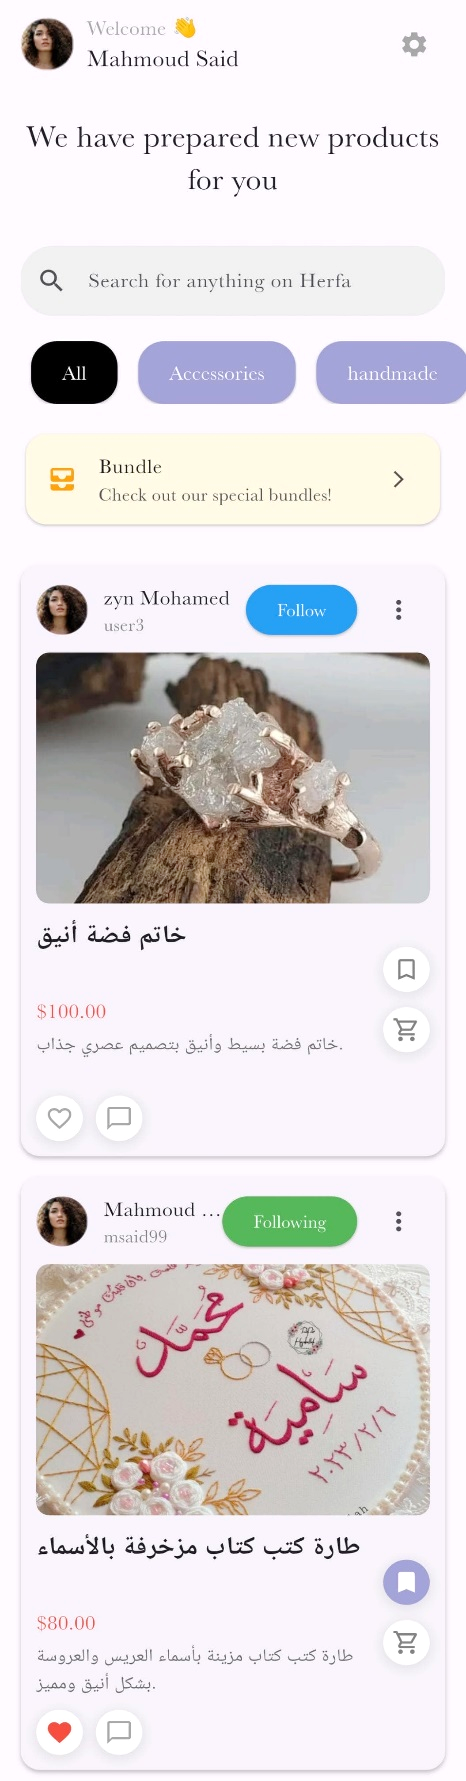 Welcome 👋
Mahmoud Said
We have prepared new products
for you
Search for anything on Herfa
All
Accessories
handmade
Bundle
Check out our special bundles!
zyn Mohamed
user3
Follow
خاتم فضة أنيق
$100.00
خاتم فضة بسيط وأنيق بتصميم عصري جذاب.
Mahmoud ...
msaid99
Following
محمد
سامية
٢٠٢٣/٢/٦
طارة كتب كتاب مزخرفة بالأسماء
$80.00
طارة كتب كتاب مزينة بأسماء العريس والعروسة
بشكل أنيق ومميز.